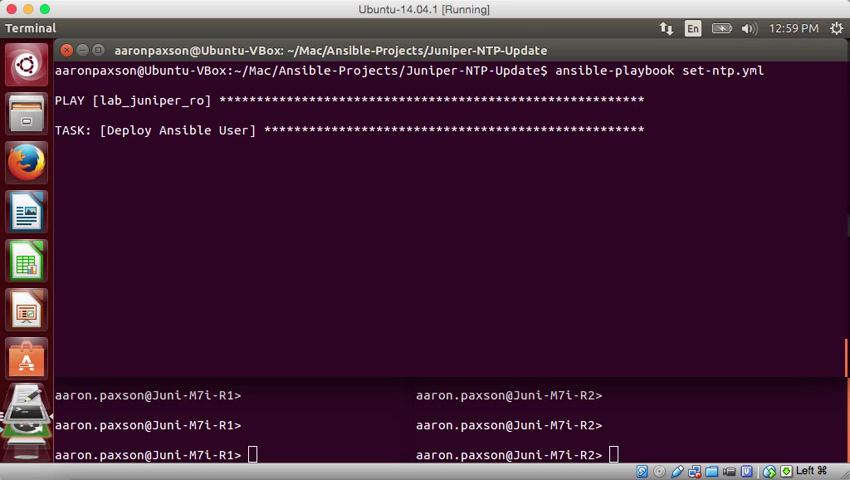 Ubuntu-14.04.1 [Running]
Terminal
En
12:59 PM
aaronpaxson@Ubuntu-VBox: ~/Mac/Ansible-Projects/Juniper-NTP-Update
aaronpaxson@Ubuntu-VBox:~/Mac/Ansible-Projects/Juniper-NTP-Update$ ansible-playbook set-ntp.yml
PLAY [lab_juniper_ro] *********************************************************
TASK: [Deploy Ansible User] ***************************************************
aaron.paxson@Juni-M7i-R1> aaron.paxson@Juni-M7i-R2>
aaron.paxson@Juni-M7i-R1> aaron.paxson@Juni-M7i-R2>
aaron.paxson@Juni-M7i-R1> aaron.paxson@Juni-M7i-R2>
Left ⌘